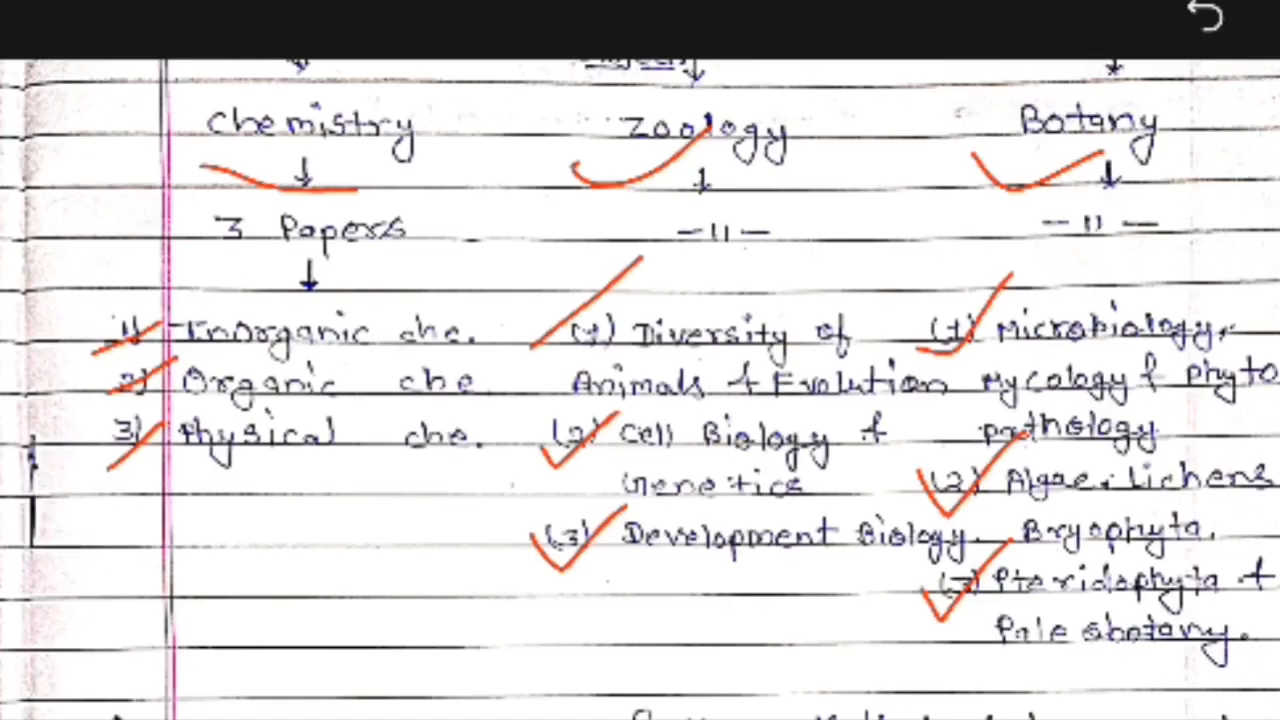 Chemistry
3 Papers
1) Inorganic che.
2) Organic che
3) Physical che.
Zoology
-11-
(1) Diversity of
Animals & Evolution
(2) Cell Biology &
Genetics
(3) Development Biology.
Botany
-11-
(1) Microbiology,
Mycology & Phyto
pathology
(2) Algae, Lichens
Bryophyta.
(3) Pteridophyta &
Paleobotany.